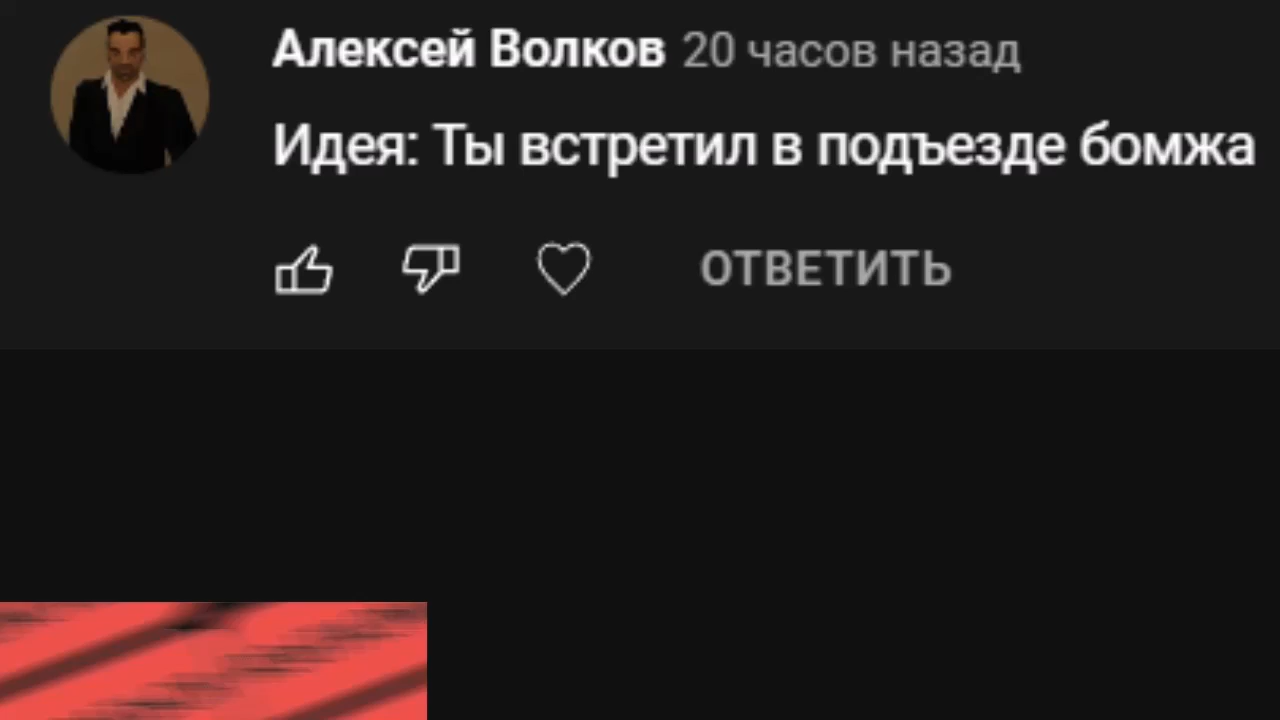 Алексей Волков 20 часов назад
Идея: Ты встретил в подъезде бомжа
ОТВЕТИТЬ